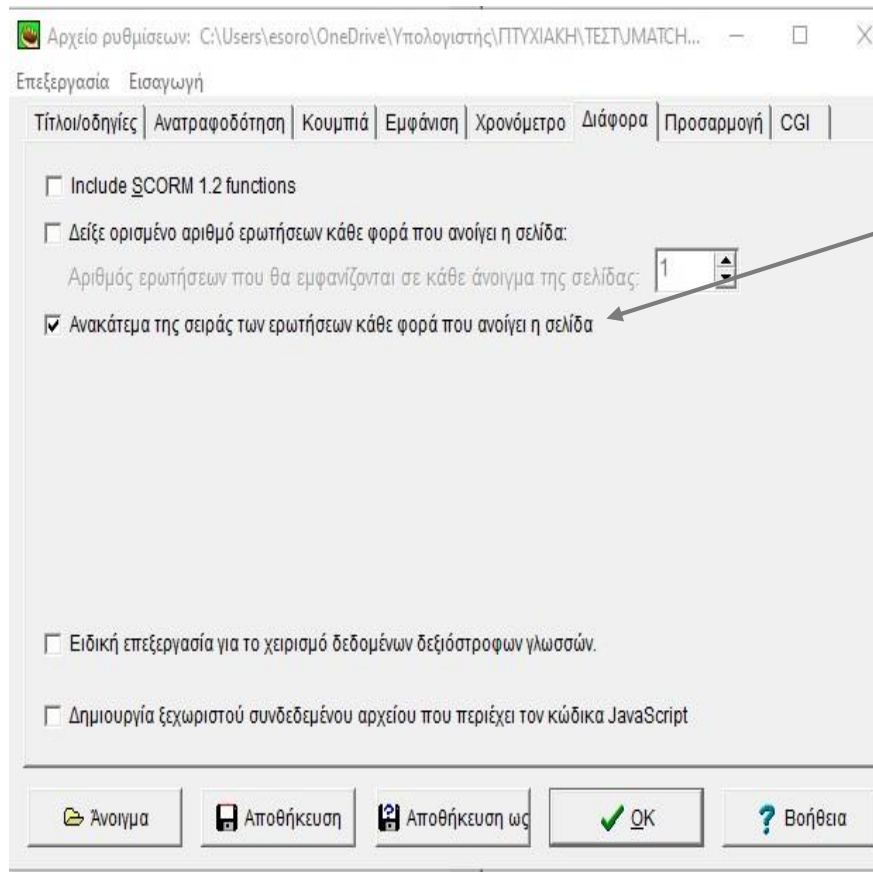 Αρχείο ρυθμίσεων: C:\Users\esoro\OneDrive\Υπολογιστής\ΠΤΥΧΙΑΚΗ\ΤΕΣΤ\JMATCH...
Επεξεργασία Εισαγωγή
Τίτλοι/οδηγίες Ανατραφοδότηση Κουμπιά Εμφάνιση Χρονόμετρο Διάφορα Προσαρμογή CGI
Include SCORM 1.2 functions
Δείξε ορισμένο αριθμό ερωτήσεων κάθε φορά που ανοίγει η σελίδα:
Αριθμός ερωτήσεων που θα εμφανίζονται σε κάθε άνοιγμα της σελίδας: 1
Ανακάτεμα της σειράς των ερωτήσεων κάθε φορά που ανοίγει η σελίδα
Ειδική επεξεργασία για το χειρισμό δεδομένων δεξιόστροφων γλωσσών.
Δημιουργία ξεχωριστού συνδεδεμένου αρχείου που περιέχει τον κώδικα JavaScript
Άνοιγμα Αποθήκευση Αποθήκευση ως OK Βοήθεια